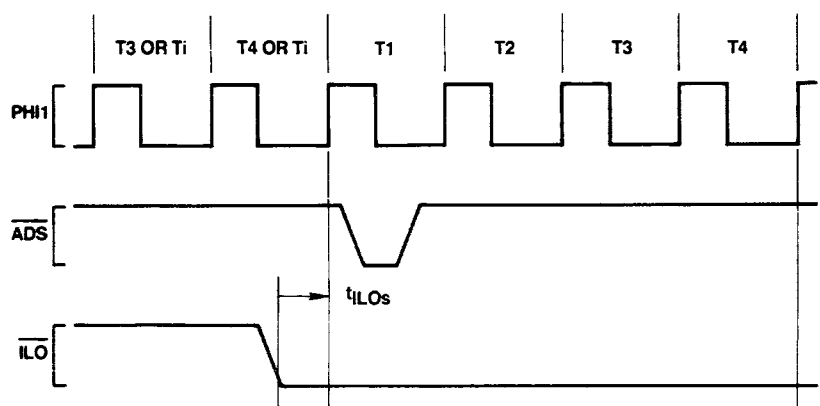 T3 OR Ti T4 OR Ti T1 T2 T3 T4
PHI1
ADS
tILOs
ILO